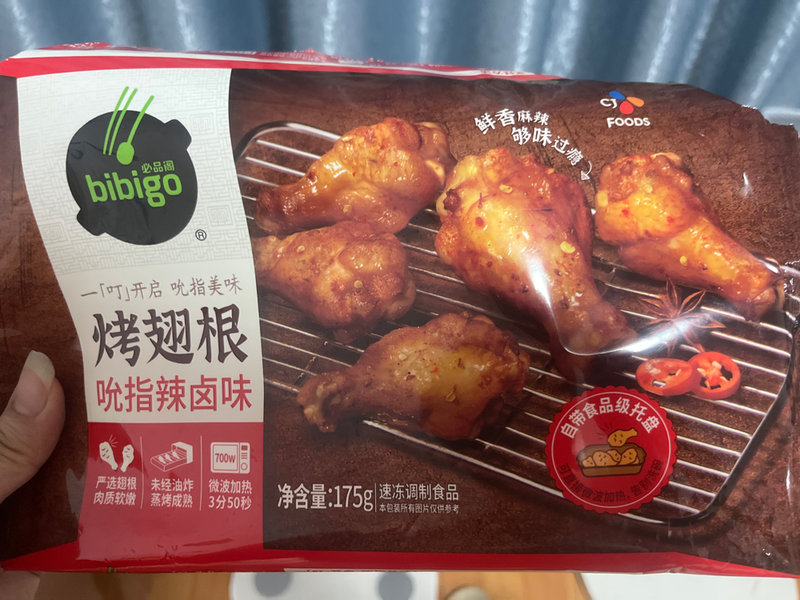 必品阁
bibigo
®
一「叮」开启 吮指美味
烤翅根
吮指辣卤味
严选翅根
肉质软嫩
未经油炸
蒸烤成熟
700W
微波加热
3分50秒
净含量:175g
速冻调制食品
本包装所有图片仅供参考
鲜香麻辣
够味过瘾
CJ
FOODS
自带食品级托盘